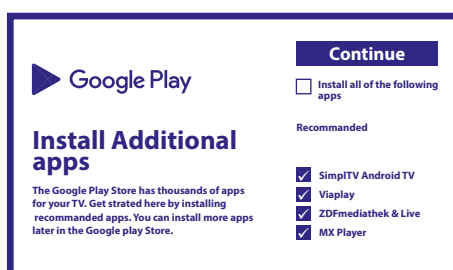 Google Play
Install Additional
apps
The Google Play Store has thousands of apps
for your TV. Get strated here by installing
recommanded apps. You can install more apps
later in the Google play Store.
Continue
Install all of the following
apps
Recommanded
SimplTV Android TV
Viaplay
ZDFmediathek & Live
MX Player